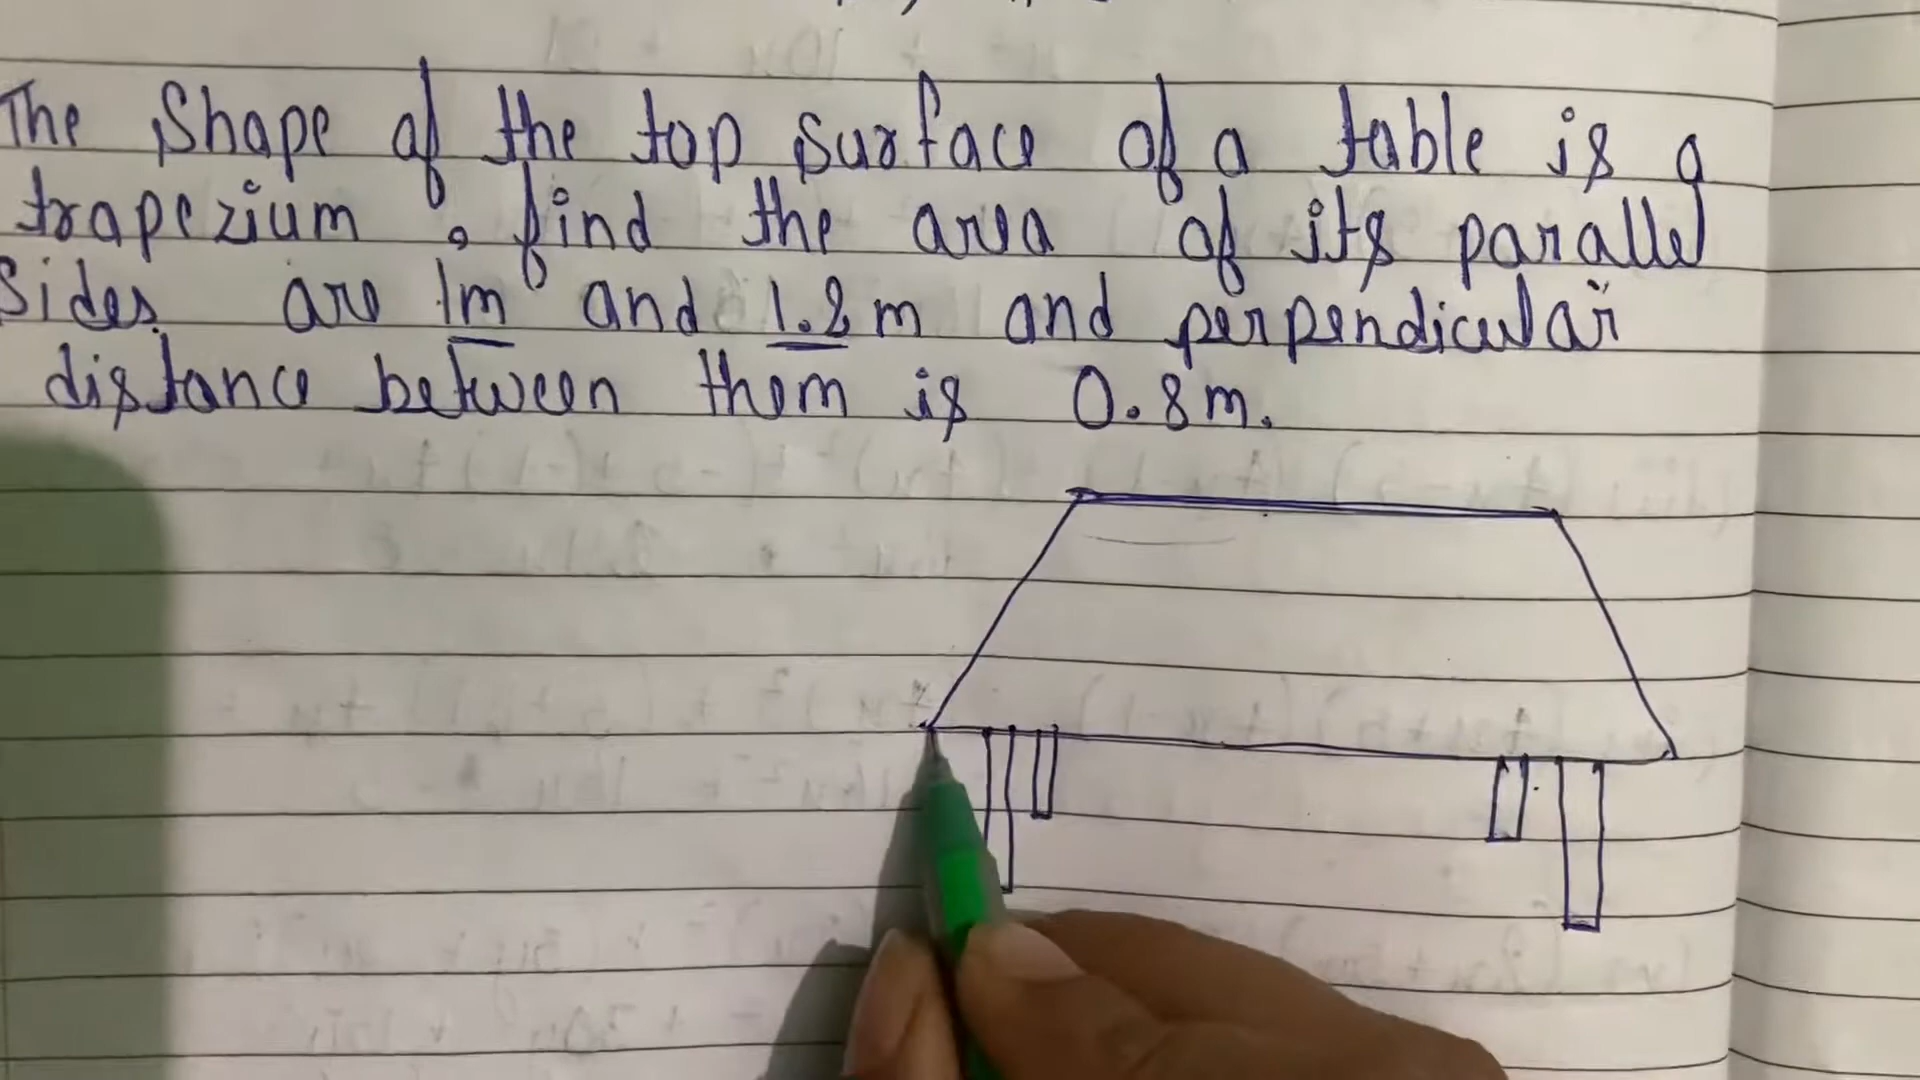 The Shape of the top surface of a table is a
trapezium. find the area of its parallel
Sides are 1m and 1.2m and perpendicular
distance between them is 0.8m.